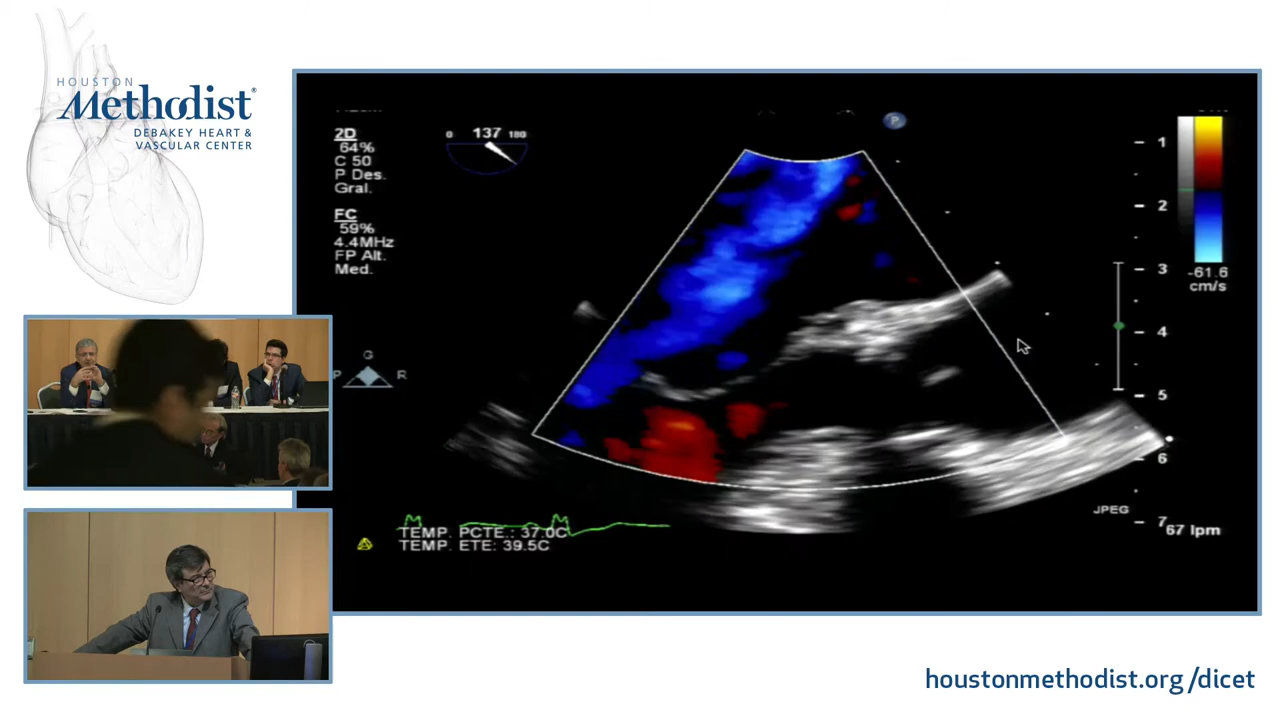 HOUSTON
Methodist®
DEBAKEY HEART &
VASCULAR CENTER
2D
64%
C 50
P Des.
Gral.
FC
59%
4.4MHz
FP Alt.
Med.
0 137 180
P
G
P R
1
2
3
4
5
6
7
-61.6
cm/s
JPEG
67 lpm
TEMP. PCTE.: 37.0C
TEMP. ETE: 39.5C
houstonmethodist.org/dicet